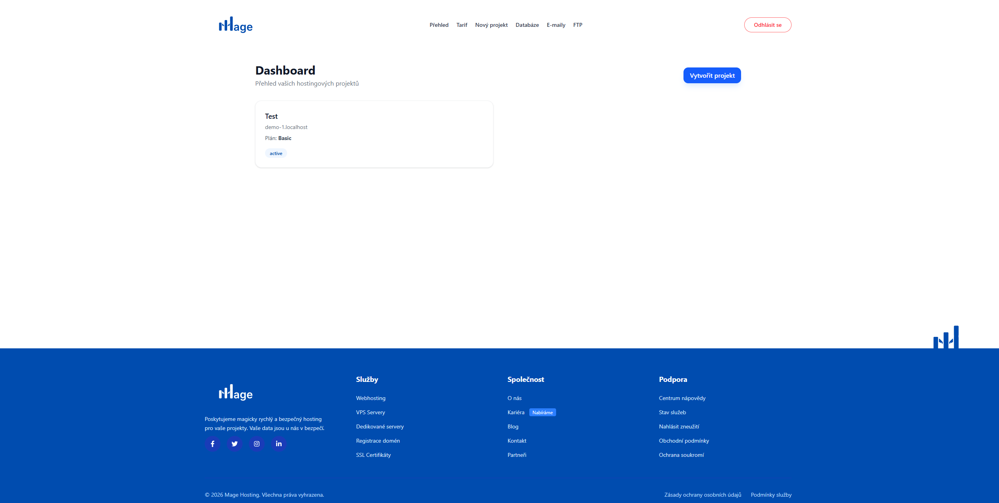 Mage
Přehled Tarif Nový projekt Databáze E-maily FTP
Odhlásit se
Dashboard
Přehled vašich hostingových projektů
Vytvořit projekt
Test
demo-1.localhost
Plán: Basic
active
Mage
Poskytujeme magicky rychlý a bezpečný hosting
pro vaše projekty. Vaše data jsou u nás v bezpečí.
Služby
Webhosting
VPS Servery
Dedikované servery
Registrace domén
SSL Certifikáty
Společnost
O nás
Kariéra Nabíráme
Blog
Kontakt
Partneři
Podpora
Centrum nápovědy
Stav služeb
Nahlásit zneužití
Obchodní podmínky
Ochrana soukromí
© 2026 Mage Hosting. Všechna práva vyhrazena.
Zásady ochrany osobních údajů Podmínky služby